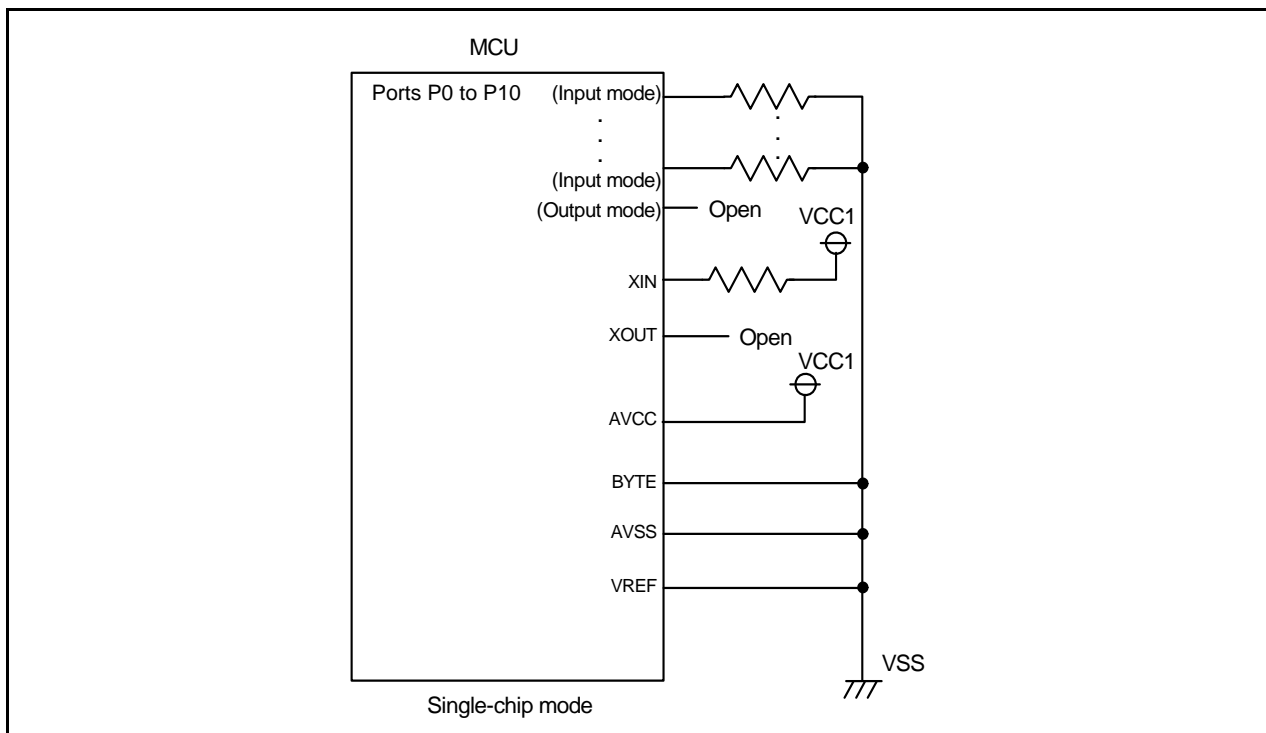 MCU
Ports P0 to P10 (Input mode)
(Input mode)
(Output mode) Open
VCC1
XIN
XOUT Open
VCC1
AVCC
BYTE
AVSS
VREF
VSS
Single-chip mode